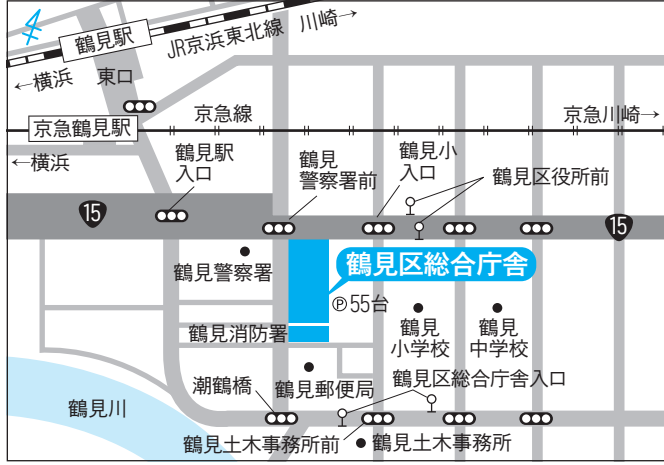 鶴見駅
JR京浜東北線 川崎→
←横浜
東口
京急鶴見駅
京急線
京急川崎→
←横浜
鶴見駅
入口
鶴見
警察署前
鶴見小
入口
鶴見区役所前
15
15
鶴見警察署
鶴見区総合庁舎
Ⓟ55台
鶴見消防署
鶴見
小学校
鶴見
中学校
潮鶴橋
鶴見郵便局
鶴見区総合庁舎入口
鶴見川
鶴見土木事務所前
鶴見土木事務所